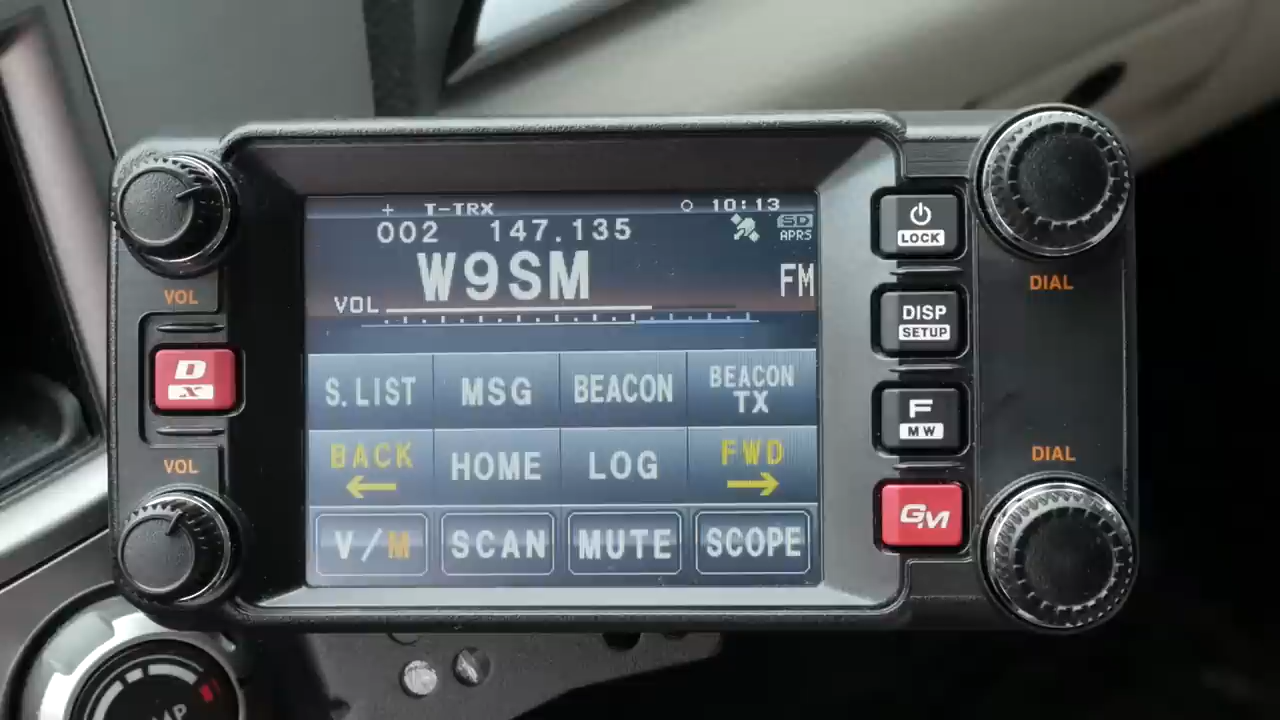 + T-TRX 10:13
002 147.135 SD
APRS
W9SM FM
VOL
S.LIST MSG BEACON BEACON TX
BACK HOME LOG FWD
← →
V/M SCAN MUTE SCOPE
VOL
D
X
VOL
LOCK
DISP
SETUP
F
MW
GM
DIAL
DIAL
MP